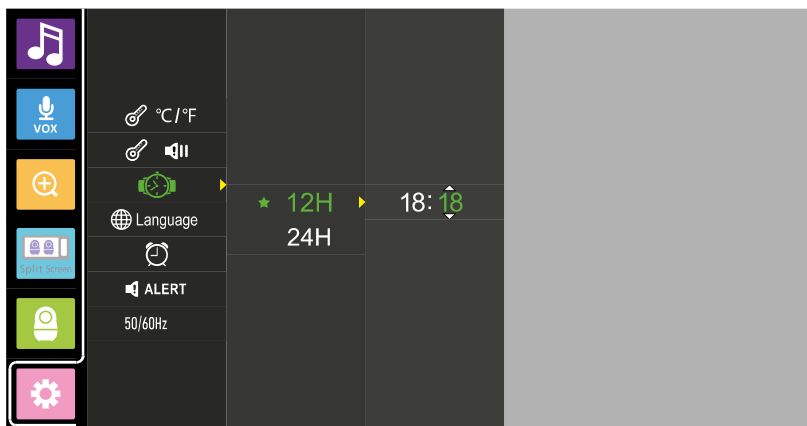 VOX
Split Screen
°C/°F
Language
ALERT
50/60Hz
★ 12H
24H
18:18